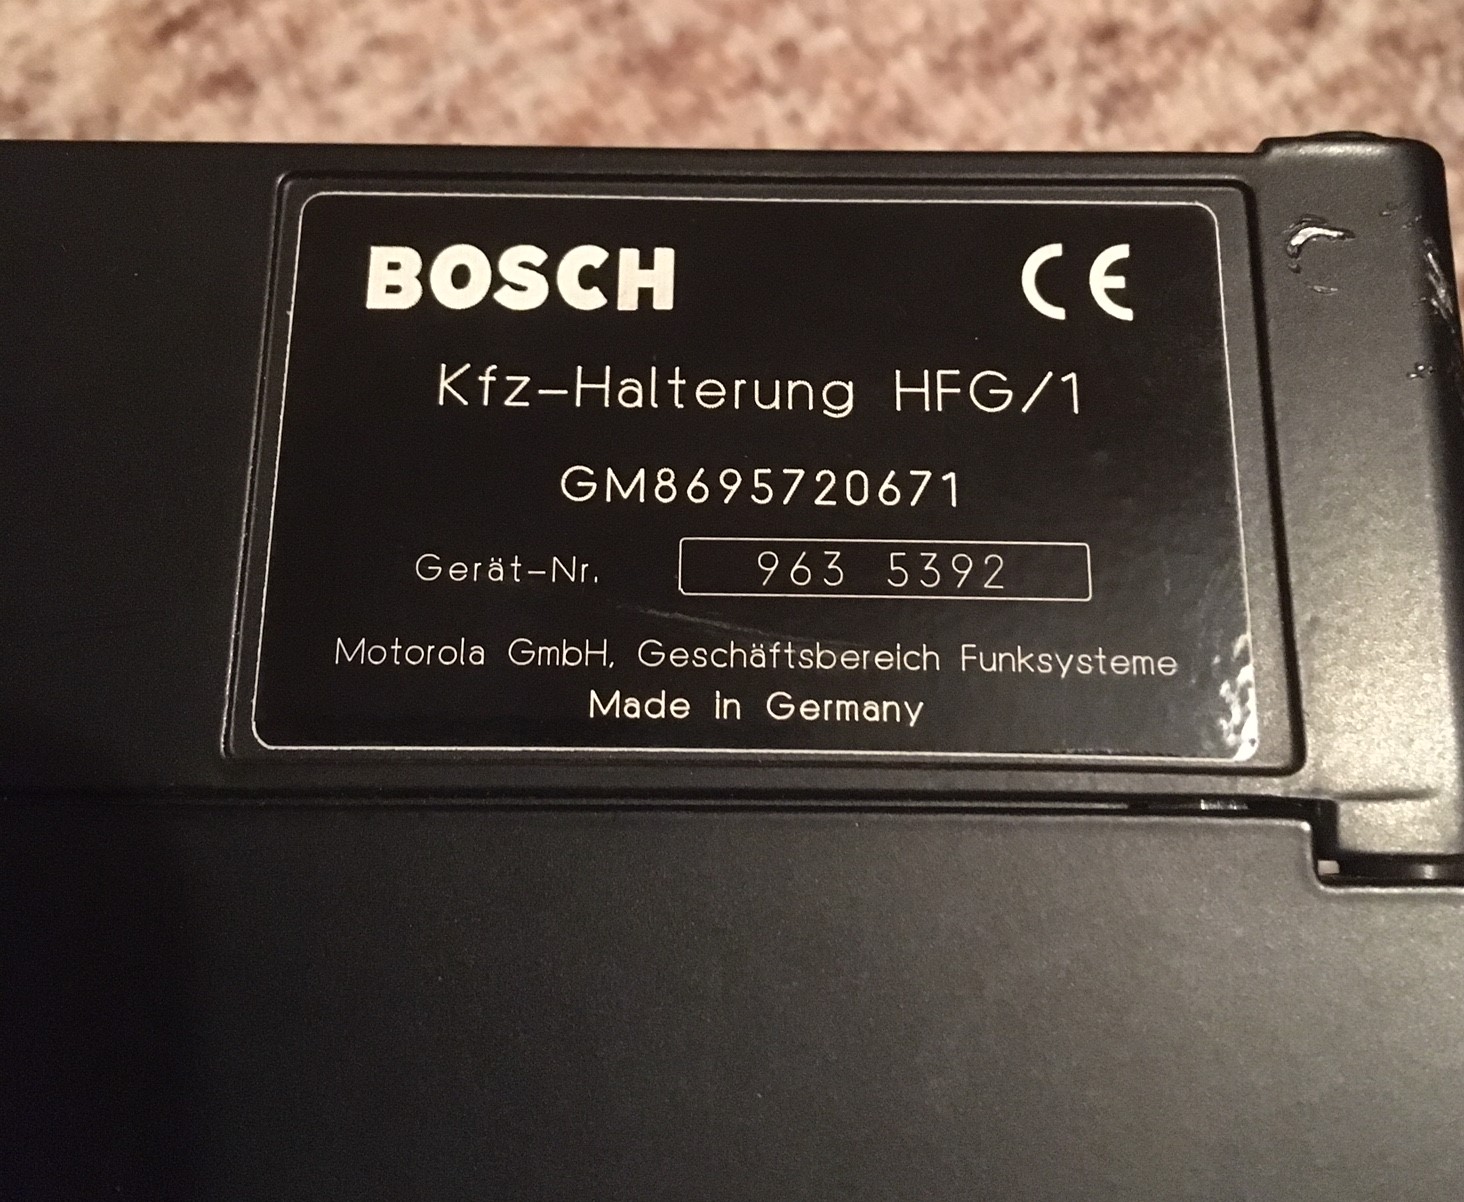 BOSCH CE
Kfz-Halterung HFG/1
GM8695720671
Gerät-Nr. 963 5392
Motorola GmbH, Geschäftsbereich Funksysteme
Made in Germany